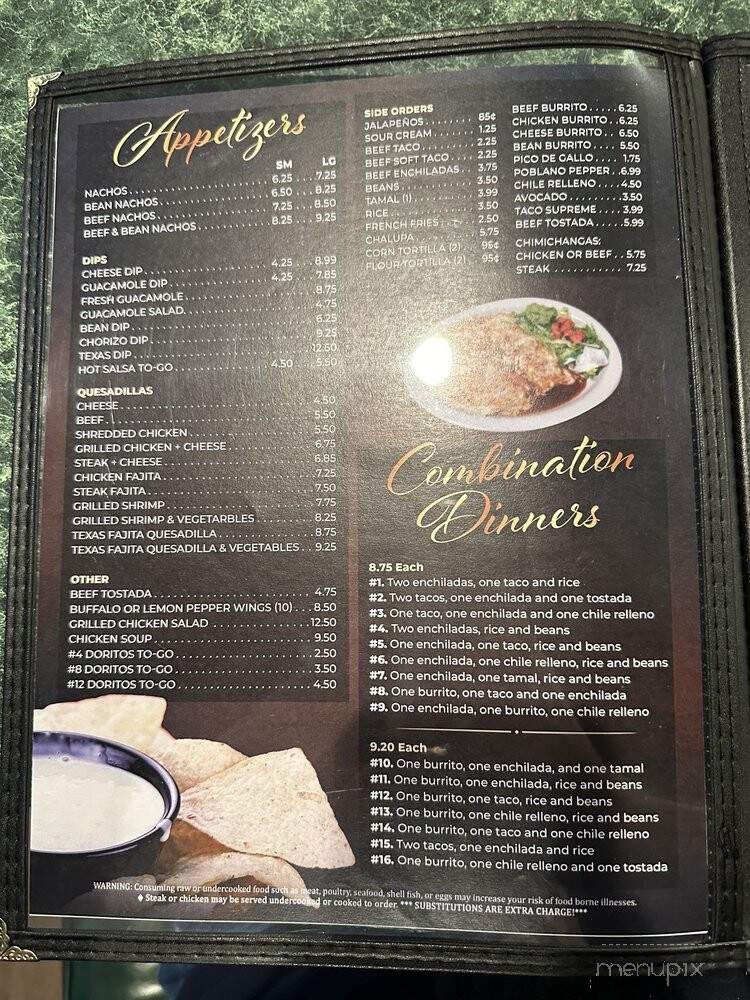 Appetizers
SM LG
NACHOS 6.25 7.25
BEAN NACHOS 6.50 8.25
BEEF NACHOS 7.25 8.50
BEEF & BEAN NACHOS 8.25 9.25
DIPS
CHEESE DIP 4.25 8.99
GUACAMOLE DIP 4.25 7.85
FRESH GUACAMOLE 8.75
GUACAMOLE SALAD 4.75
BEAN DIP 6.25
CHORIZO DIP 9.25
TEXAS DIP 12.50
HOT SALSA TO-GO 4.50
QUESADILLAS
CHEESE 4.50
BEEF 5.50
SHREDDED CHICKEN 5.50
GRILLED CHICKEN + CHEESE 6.75
STEAK + CHEESE 6.85
CHICKEN FAJITA 7.25
STEAK FAJITA 7.50
GRILLED SHRIMP 7.75
GRILLED SHRIMP & VEGETARBLES 8.25
TEXAS FAJITA QUESADILLA 8.75
TEXAS FAJITA QUESADILLA & VEGETABLES 9.25
OTHER
BEEF TOSTADA 4.75
BUFFALO OR LEMON PEPPER WINGS (10) 8.50
GRILLED CHICKEN SALAD 12.50
CHICKEN SOUP 9.50
#4 DORITOS TO-GO 2.50
#8 DORITOS TO-GO 3.50
#12 DORITOS TO-GO 4.50
SIDE ORDERS
JALAPEÑOS 85¢
SOUR CREAM 1.25
BEEF TACO 2.25
BEEF SOFT TACO 2.25
BEEF ENCHILADAS 3.75
BEANS 3.50
TAMAL (1) 3.99
RICE 3.50
FRENCH FRIES 2.50
CHALUPA 5.75
CORN TORTILLA (2) 95¢
FLOUR TORTILLA (2) 95¢
BEEF BURRITO 6.25
CHICKEN BURRITO 6.25
CHEESE BURRITO 6.50
BEAN BURRITO 5.50
PICO DE GALLO 1.75
POBLANO PEPPER 6.99
CHILE RELLENO 4.50
AVOCADO 3.50
TACO SUPREME 3.99
BEEF TOSTADA 5.99
CHIMICHANGAS:
CHICKEN OR BEEF 5.75
STEAK 7.25
Combination
Dinners
8.75 Each
#1. Two enchiladas, one taco and rice
#2. Two tacos, one enchilada and one tostada
#3. One taco, one enchilada and one chile relleno
#4. Two enchiladas, rice and beans
#5. One enchilada, one taco, rice and beans
#6. One enchilada, one chile relleno, rice and beans
#7. One enchilada, one tamal, rice and beans
#8. One burrito, one taco and one enchilada
#9. One enchilada, one burrito, one chile relleno
9.20 Each
#10. One burrito, one enchilada, and one tamal
#11. One burrito, one enchilada, rice and beans
#12. One burrito, one taco, rice and beans
#13. One burrito, one chile relleno, rice and beans
#14. One burrito, one taco and one chile relleno
#15. Two tacos, one enchilada and rice
#16. One burrito, one chile relleno and one tostada
WARNING: Consuming raw or undercooked food such as meat, poultry, seafood, shell fish, or eggs may increase your risk of food borne illnesses.
♦ Steak or chicken may be served undercooked or cooked to order. *** SUBSTITUTIONS ARE EXTRA CHARGE!***
menupix